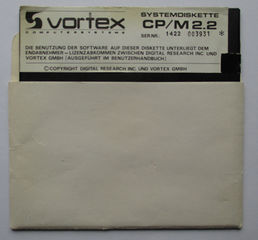 vortex
COMPUTERSYSTEME
SYSTEMDISKETTE
CP/M 2.2
SER.NR. 1422 003931 *
DIE BENUTZUNG DER SOFTWARE AUF DIESER DISKETTE UNTERLIEGT DEM
ENDABNEHMER – LIZENZABKOMMEN ZWISCHEN DIGITAL RESEARCH INC. UND
VORTEX GMBH (AUSGEFÜHRT IM BENUTZERHANDBUCH)
© COPYRIGHT DIGITAL RESEARCH INC. UND VORTEX GMBH.